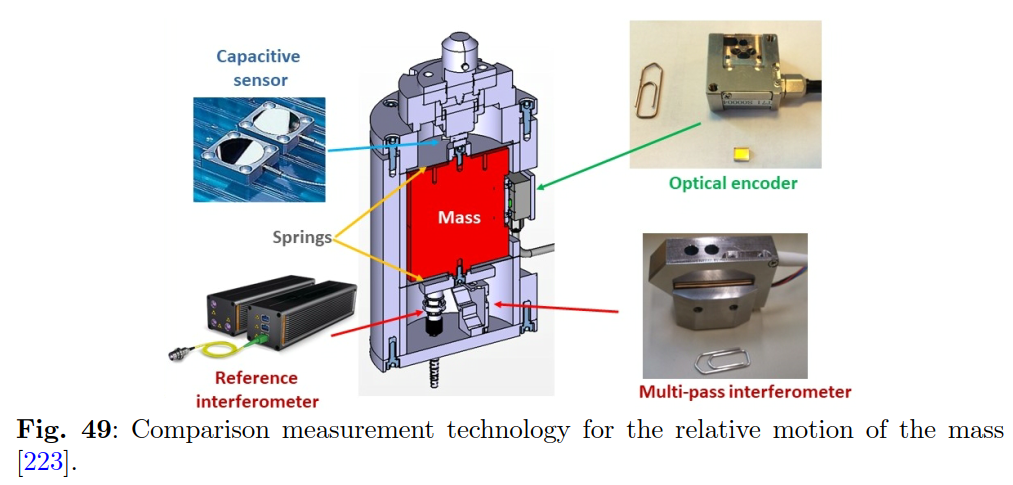 Capacitive
sensor
Optical encoder
Mass
Springs
Reference
interferometer
Multi-pass interferometer
Fig. 49: Comparison measurement technology for the relative motion of the mass
[223].